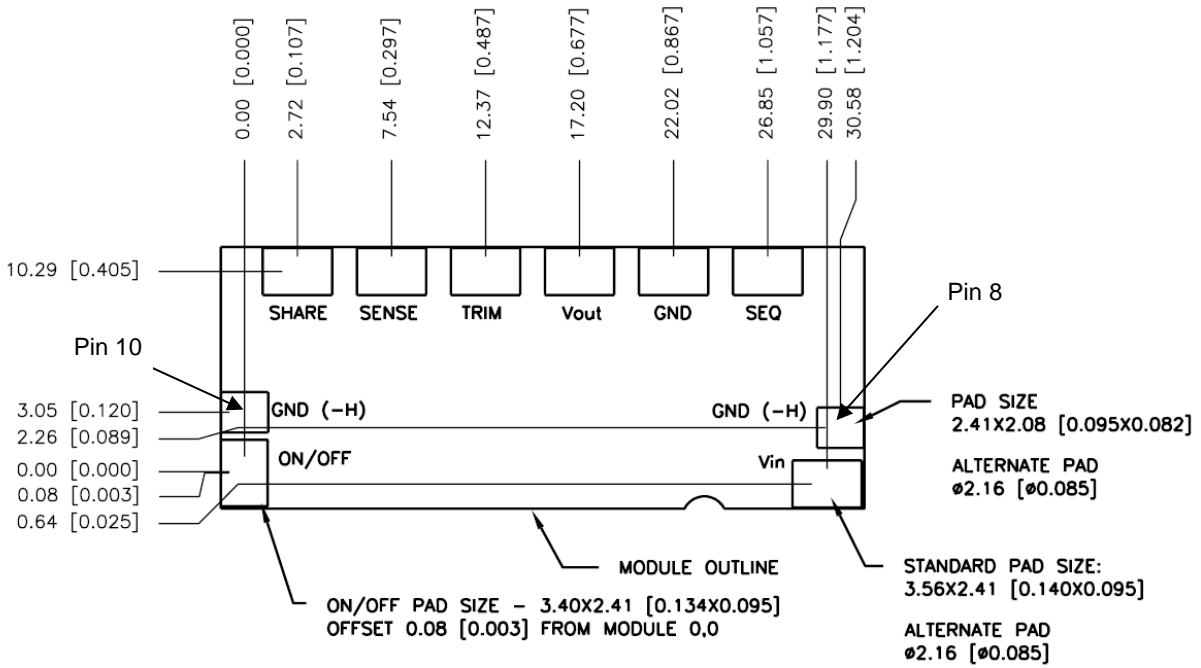 0.00 [0.000]
2.72 [0.107]
7.54 [0.297]
12.37 [0.487]
17.20 [0.677]
22.02 [0.867]
26.85 [1.057]
29.90 [1.177]
30.58 [1.204]
10.29 [0.405]
SHARE
SENSE
TRIM
Vout
GND
SEQ
Pin 8
Pin 10
3.05 [0.120]
GND (-H)
GND (-H)
PAD SIZE
2.41X2.08 [0.095X0.082]
2.26 [0.089]
ON/OFF
Vin
0.00 [0.000]
0.08 [0.003]
0.64 [0.025]
ALTERNATE PAD
ø2.16 [ø0.085]
MODULE OUTLINE
STANDARD PAD SIZE:
3.56X2.41 [0.140X0.095]
ON/OFF PAD SIZE - 3.40X2.41 [0.134X0.095]
OFFSET 0.08 [0.003] FROM MODULE 0,0
ALTERNATE PAD
ø2.16 [ø0.085]